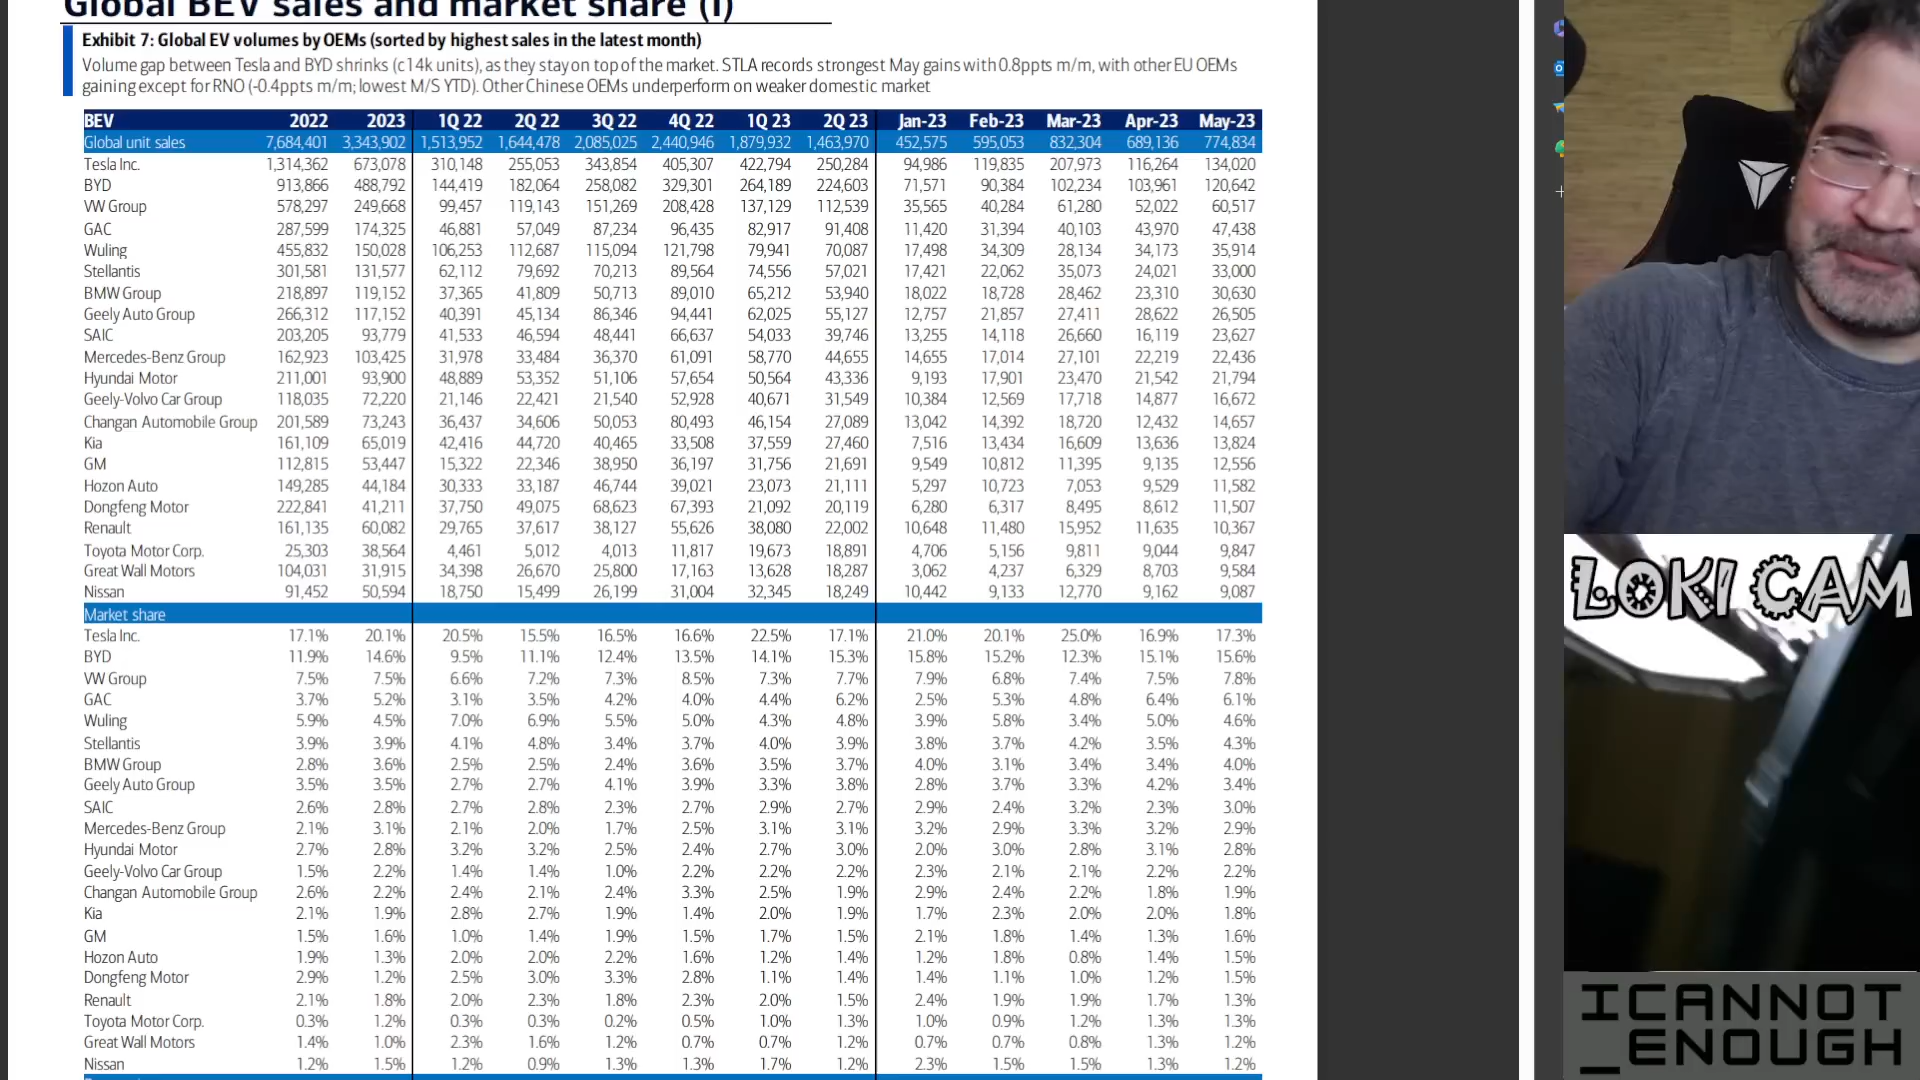 Global BEV sales and market share (I)
Exhibit 7: Global EV volumes by OEMs (sorted by highest sales in the latest month)
Volume gap between Tesla and BYD shrinks (c14k units), as they stay on top of the market. STLA records strongest May gains with 0.8ppts m/m, with other EU OEMs
gaining except for RNO (-0.4ppts m/m; lowest M/S YTD). Other Chinese OEMs underperform on weaker domestic market
BEV 2022 2023 1Q 22 2Q 22 3Q 22 4Q 22 1Q 23 2Q 23 Jan-23 Feb-23 Mar-23 Apr-23 May-23
Global unit sales 7,684,401 3,343,902 1,513,952 1,644,478 2,085,025 2,440,946 1,879,932 1,463,970 452,575 595,053 832,304 689,136 774,834
Tesla Inc. 1,314,362 673,078 310,148 255,053 343,854 405,307 422,794 250,284 94,986 119,835 207,973 116,264 134,020
BYD 913,866 488,792 144,419 182,064 258,082 329,301 264,189 224,603 71,571 90,384 102,234 103,961 120,642
VW Group 578,297 249,668 99,457 119,143 151,269 208,428 137,129 112,539 35,565 40,284 61,280 52,022 60,517
GAC 287,599 174,325 46,881 57,049 87,234 96,435 82,917 91,408 11,420 31,394 40,103 43,970 47,438
Wuling 455,832 150,028 106,253 112,687 115,094 121,798 79,941 70,087 17,498 34,309 28,134 34,173 35,914
Stellantis 301,581 131,577 62,112 79,692 70,213 89,564 74,556 57,021 17,421 22,062 35,073 24,021 33,000
BMW Group 218,897 119,152 37,365 41,809 50,713 89,010 65,212 53,940 18,022 18,728 28,462 23,310 30,630
Geely Auto Group 266,312 117,152 40,391 45,134 86,346 94,441 62,025 55,127 12,757 21,857 27,411 28,622 26,505
SAIC 203,205 93,779 41,533 46,594 48,441 66,637 54,033 39,746 13,255 14,118 26,660 16,119 23,627
Mercedes-Benz Group 162,923 103,425 31,978 33,484 36,370 61,091 58,770 44,655 14,655 17,014 27,101 22,219 22,436
Hyundai Motor 211,001 93,900 48,889 53,352 51,106 57,654 50,564 43,336 9,193 17,901 23,470 21,542 21,794
Geely-Volvo Car Group 118,035 72,220 21,146 22,421 21,540 52,928 40,671 31,549 10,384 12,569 17,718 14,877 16,672
Changan Automobile Group 201,589 73,243 36,437 34,606 50,053 80,493 46,154 27,089 13,042 14,392 18,720 12,432 14,657
Kia 161,109 65,019 42,416 44,720 40,465 33,508 37,559 27,460 7,516 13,434 16,609 13,636 13,824
GM 112,815 53,447 15,322 22,346 38,950 36,197 31,756 21,691 9,549 10,812 11,395 9,135 12,556
Hozon Auto 149,285 44,184 30,333 33,187 46,744 39,021 23,073 21,111 5,297 10,723 7,053 9,529 11,582
Dongfeng Motor 222,841 41,211 37,750 49,075 68,623 67,393 21,092 20,119 6,280 6,317 8,495 8,612 11,507
Renault 161,135 60,082 29,765 37,617 38,127 55,626 38,080 22,002 10,648 11,480 15,952 11,635 10,367
Toyota Motor Corp. 25,303 38,564 4,461 5,012 4,013 11,817 19,673 18,891 4,706 5,156 9,811 9,044 9,847
Great Wall Motors 104,031 31,915 34,398 26,670 25,800 17,163 13,628 18,287 3,062 4,237 6,329 8,703 9,584
Nissan 91,452 50,594 18,750 15,499 26,199 31,004 32,345 18,249 10,442 9,133 12,770 9,162 9,087
Market share
Tesla Inc. 17.1% 20.1% 20.5% 15.5% 16.5% 16.6% 22.5% 17.1% 21.0% 20.1% 25.0% 16.9% 17.3%
BYD 11.9% 14.6% 9.5% 11.1% 12.4% 13.5% 14.1% 15.3% 15.8% 15.2% 12.3% 15.1% 15.6%
VW Group 7.5% 7.5% 6.6% 7.2% 7.3% 8.5% 7.3% 7.7% 7.9% 6.8% 7.4% 7.5% 7.8%
GAC 3.7% 5.2% 3.1% 3.5% 4.2% 4.0% 4.4% 6.2% 2.5% 5.3% 4.8% 6.4% 6.1%
Wuling 5.9% 4.5% 7.0% 6.9% 5.5% 5.0% 4.3% 4.8% 3.9% 5.8% 3.4% 5.0% 4.6%
Stellantis 3.9% 3.9% 4.1% 4.8% 3.4% 3.7% 4.0% 3.9% 3.8% 3.7% 4.2% 3.5% 4.3%
BMW Group 2.8% 3.6% 2.5% 2.5% 2.4% 3.6% 3.5% 3.7% 4.0% 3.1% 3.4% 3.4% 4.0%
Geely Auto Group 3.5% 3.5% 2.7% 2.7% 4.1% 3.9% 3.3% 3.8% 2.8% 3.7% 3.3% 4.2% 3.4%
SAIC 2.6% 2.8% 2.7% 2.8% 2.3% 2.7% 2.9% 2.7% 2.9% 2.4% 3.2% 2.3% 3.0%
Mercedes-Benz Group 2.1% 3.1% 2.1% 2.0% 1.7% 2.5% 3.1% 3.1% 3.2% 2.9% 3.3% 3.2% 2.9%
Hyundai Motor 2.7% 2.8% 3.2% 3.2% 2.5% 2.4% 2.7% 3.0% 2.0% 3.0% 2.8% 3.1% 2.8%
Geely-Volvo Car Group 1.5% 2.2% 1.4% 1.4% 1.0% 2.2% 2.2% 2.2% 2.3% 2.1% 2.1% 2.2% 2.2%
Changan Automobile Group 2.6% 2.2% 2.4% 2.1% 2.4% 3.3% 2.5% 1.9% 2.9% 2.4% 2.2% 1.8% 1.9%
Kia 2.1% 1.9% 2.8% 2.7% 1.9% 1.4% 2.0% 1.9% 1.7% 2.3% 2.0% 2.0% 1.8%
GM 1.5% 1.6% 1.0% 1.4% 1.9% 1.5% 1.7% 1.5% 2.1% 1.8% 1.4% 1.3% 1.6%
Hozon Auto 1.9% 1.3% 2.0% 2.0% 2.2% 1.6% 1.2% 1.4% 1.2% 1.8% 0.8% 1.4% 1.5%
Dongfeng Motor 2.9% 1.2% 2.5% 3.0% 3.3% 2.8% 1.1% 1.4% 1.4% 1.1% 1.0% 1.2% 1.5%
Renault 2.1% 1.8% 2.0% 2.3% 1.8% 2.3% 2.0% 1.5% 2.4% 1.9% 1.9% 1.7% 1.3%
Toyota Motor Corp. 0.3% 1.2% 0.3% 0.3% 0.2% 0.5% 1.0% 1.3% 1.0% 0.9% 1.2% 1.3% 1.3%
Great Wall Motors 1.4% 1.0% 2.3% 1.6% 1.2% 0.7% 0.7% 1.2% 0.7% 0.7% 0.8% 1.3% 1.2%
Nissan 1.2% 1.5% 1.2% 0.9% 1.3% 1.3% 1.7% 1.2% 2.3% 1.5% 1.5% 1.3% 1.2%
LOKI CAM
ICANNOT
_ENOUGH